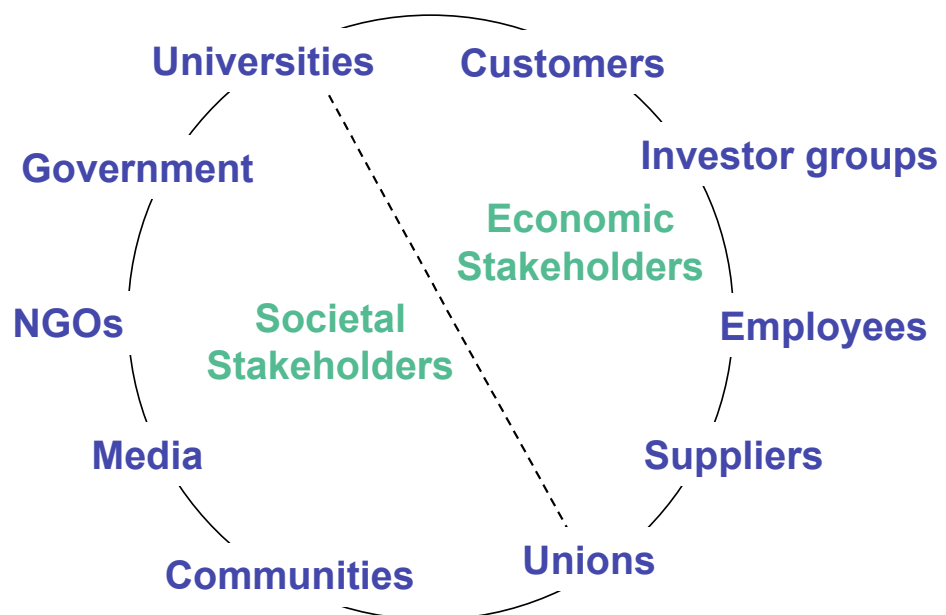 Universities
Customers
Government
Investor groups
Economic
Stakeholders
NGOs
Societal
Stakeholders
Employees
Media
Suppliers
Communities
Unions